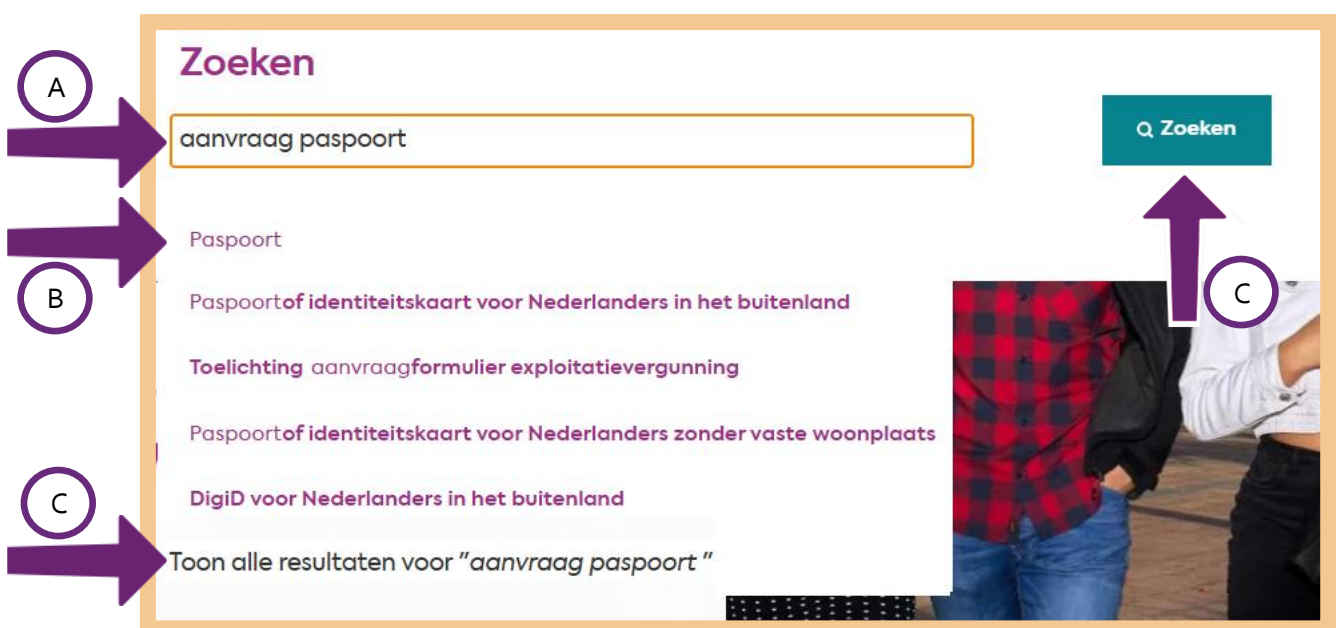 Zoeken
A
aanvraag paspoort
Zoeken
Paspoort
B
Paspoortof identiteitskaart voor Nederlanders in het buitenland
C
Toelichting aanvraagformulier exploitatievergunning
Paspoortof identiteitskaart voor Nederlanders zonder vaste woonplaats
DigiD voor Nederlanders in het buitenland
C
Toon alle resultaten voor "aanvraag paspoort "